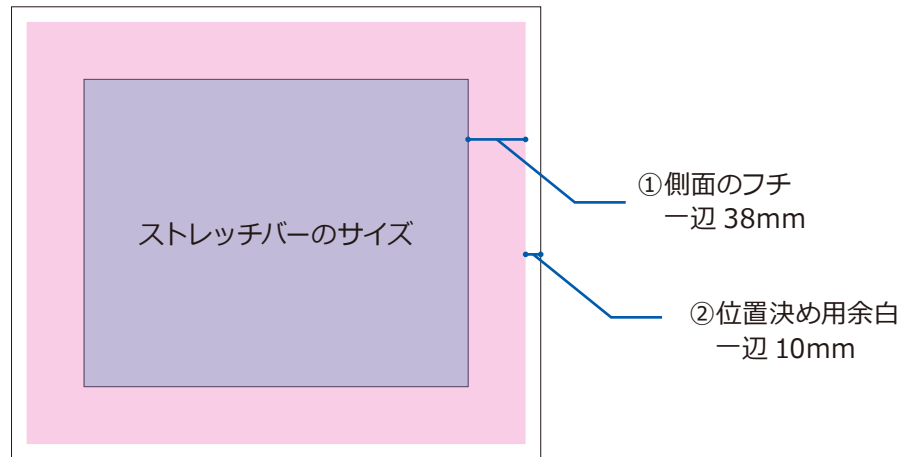 ストレッチバーのサイズ
①側面のフチ
一辺 38mm
②位置決め用余白
一辺 10mm